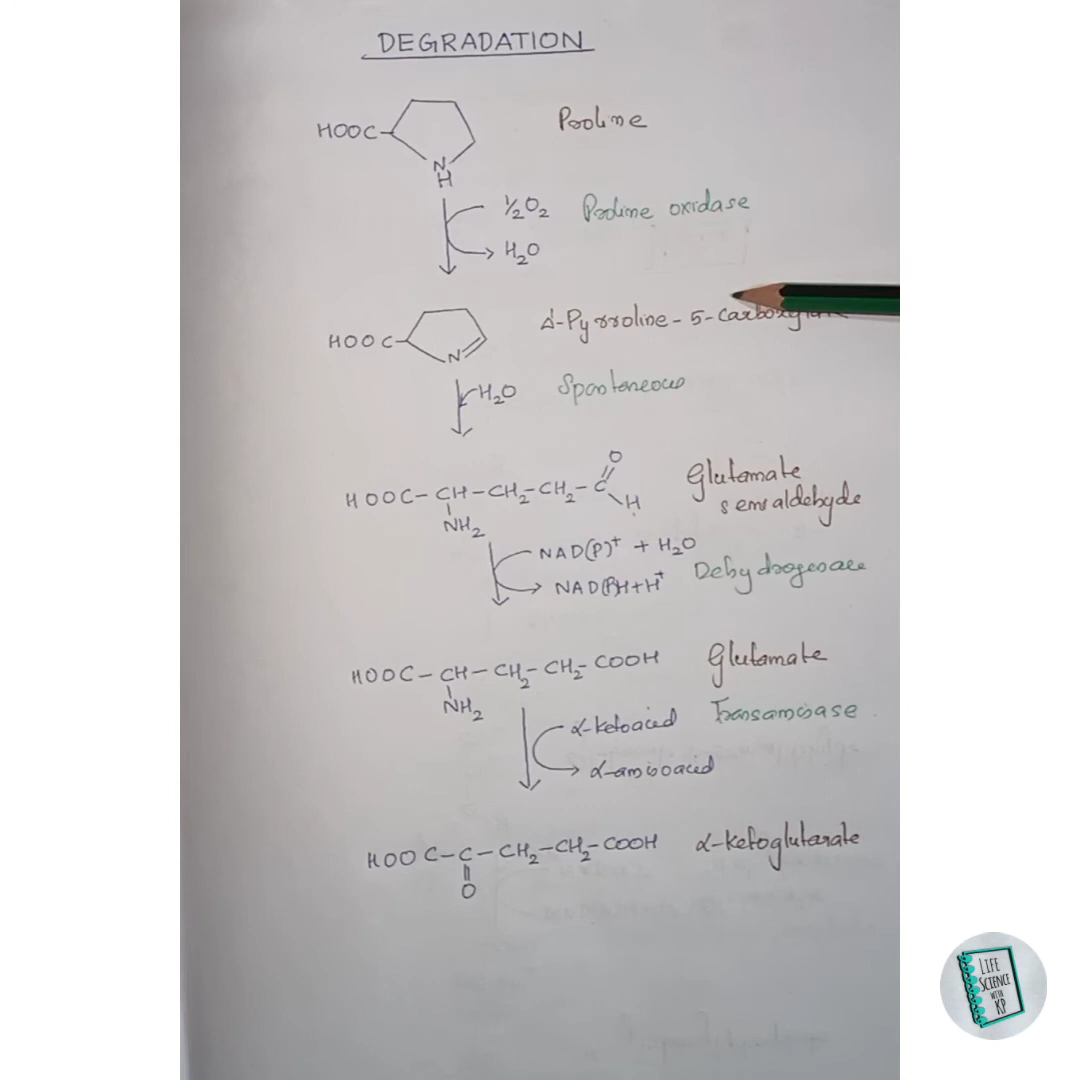 DEGRADATION
HOOC- N H Proline
½O₂ Proline oxidase
H₂O
Δ'-Pyrroline-5-carboxylate
HOOC- N
H₂O Spontaneous
O
HOOC-CH-CH₂-CH₂-C Glutamate
H semialdehyde
NH₂
NAD(P)⁺ + H₂O
NAD(P)H+H⁺ Dehydrogenase
HOOC-CH-CH₂-CH₂-COOH Glutamate
NH₂
α-ketoacid Transaminase
α-aminoacid
HOOC-C-CH₂-CH₂-COOH α-ketoglutarate
O
LIFE
SCIENCE
WITH
KP